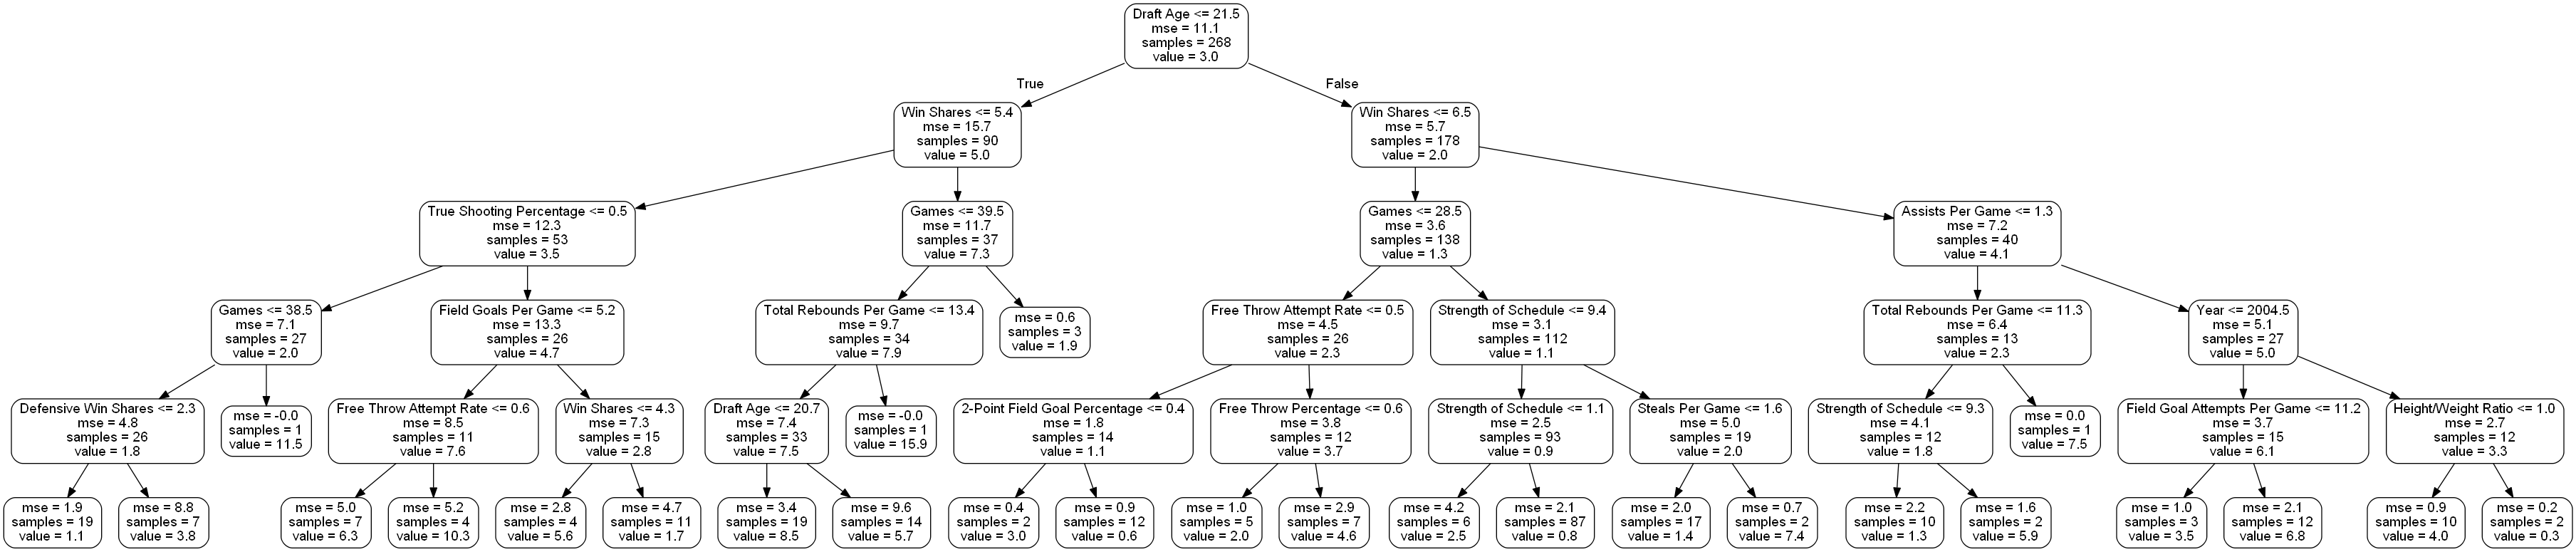 Draft Age <= 21.5
mse = 11.1
samples = 268
value = 3.0
True
False
Win Shares <= 5.4
mse = 15.7
samples = 90
value = 5.0
Win Shares <= 6.5
mse = 5.7
samples = 178
value = 2.0
True Shooting Percentage <= 0.5
mse = 12.3
samples = 53
value = 3.5
Games <= 39.5
mse = 11.7
samples = 37
value = 7.3
Games <= 28.5
mse = 3.6
samples = 138
value = 1.3
Assists Per Game <= 1.3
mse = 7.2
samples = 40
value = 4.1
Games <= 38.5
mse = 7.1
samples = 27
value = 2.0
Field Goals Per Game <= 5.2
mse = 13.3
samples = 26
value = 4.7
Total Rebounds Per Game <= 13.4
mse = 9.7
samples = 34
value = 7.9
mse = 0.6
samples = 3
value = 1.9
Free Throw Attempt Rate <= 0.5
mse = 4.5
samples = 26
value = 2.3
Strength of Schedule <= 9.4
mse = 3.1
samples = 112
value = 1.1
Total Rebounds Per Game <= 11.3
mse = 6.4
samples = 13
value = 2.3
Year <= 2004.5
mse = 5.1
samples = 27
value = 5.0
Defensive Win Shares <= 2.3
mse = 4.8
samples = 26
value = 1.8
mse = -0.0
samples = 1
value = 11.5
Free Throw Attempt Rate <= 0.6
mse = 8.5
samples = 11
value = 7.6
Win Shares <= 4.3
mse = 7.3
samples = 15
value = 2.8
Draft Age <= 20.7
mse = 7.4
samples = 33
value = 7.5
mse = -0.0
samples = 1
value = 15.9
2-Point Field Goal Percentage <= 0.4
mse = 1.8
samples = 14
value = 1.1
Free Throw Percentage <= 0.6
mse = 3.8
samples = 12
value = 3.7
Strength of Schedule <= 1.1
mse = 2.5
samples = 93
value = 0.9
Steals Per Game <= 1.6
mse = 5.0
samples = 19
value = 2.0
Strength of Schedule <= 9.3
mse = 4.1
samples = 12
value = 1.8
mse = 0.0
samples = 1
value = 7.5
Field Goal Attempts Per Game <= 11.2
mse = 3.7
samples = 15
value = 6.1
Height/Weight Ratio <= 1.0
mse = 2.7
samples = 12
value = 3.3
mse = 1.9
samples = 19
value = 1.1
mse = 8.8
samples = 7
value = 3.8
mse = 5.0
samples = 7
value = 6.3
mse = 5.2
samples = 4
value = 10.3
mse = 2.8
samples = 4
value = 5.6
mse = 4.7
samples = 11
value = 1.7
mse = 3.4
samples = 19
value = 8.5
mse = 9.6
samples = 14
value = 5.7
mse = 0.4
samples = 2
value = 3.0
mse = 0.9
samples = 12
value = 0.6
mse = 1.0
samples = 5
value = 2.0
mse = 2.9
samples = 7
value = 4.6
mse = 4.2
samples = 6
value = 2.5
mse = 2.1
samples = 87
value = 0.8
mse = 2.0
samples = 17
value = 1.4
mse = 0.7
samples = 2
value = 7.4
mse = 2.2
samples = 10
value = 1.3
mse = 1.6
samples = 2
value = 5.9
mse = 1.0
samples = 3
value = 3.5
mse = 2.1
samples = 12
value = 6.8
mse = 0.9
samples = 10
value = 4.0
mse = 0.2
samples = 2
value = 0.3